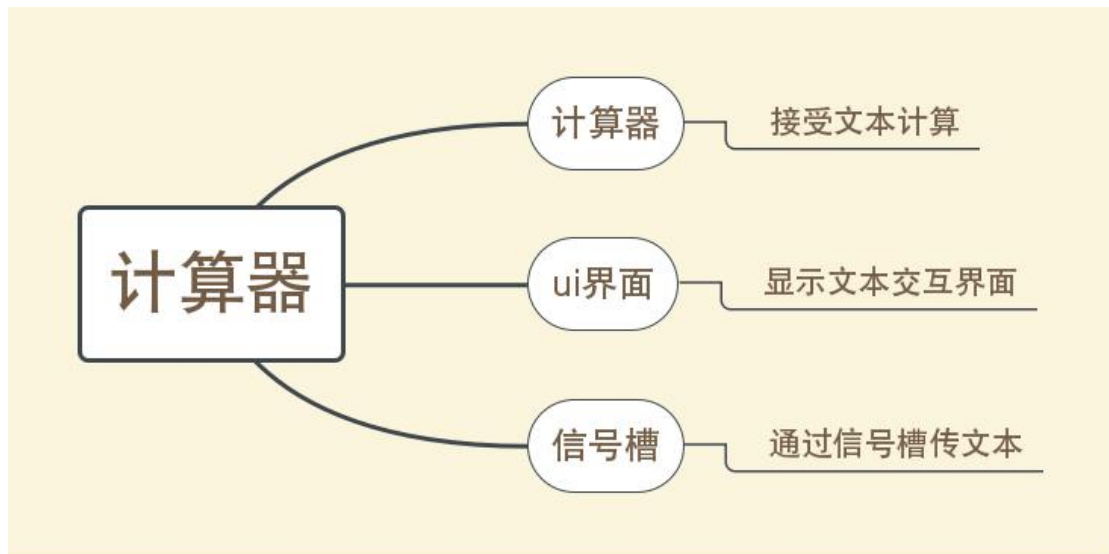 计算器
计算器
接受文本计算
ui界面
显示文本交互界面
信号槽
通过信号槽传文本